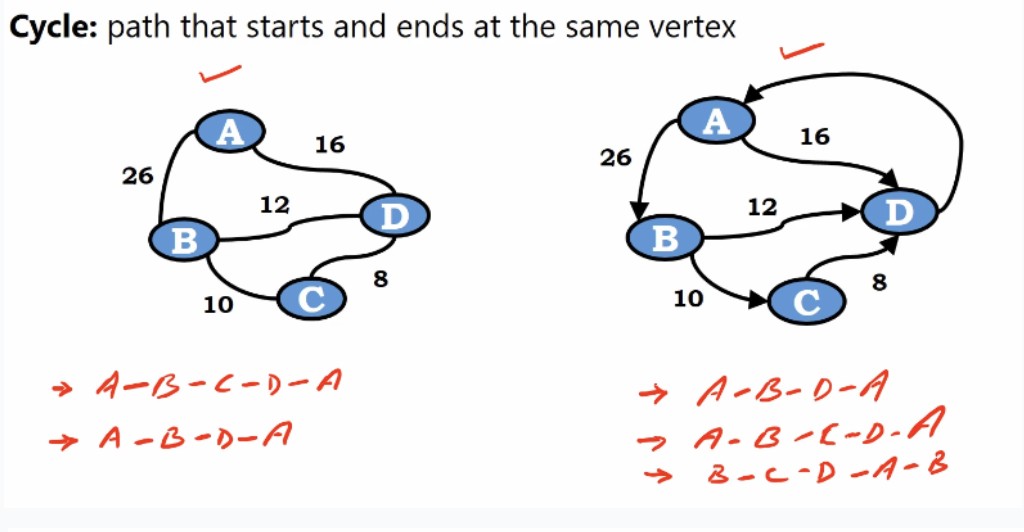 Cycle: path that starts and ends at the same vertex
A
16
26
12
D
B
8
10
C
A
16
26
12
D
B
8
10
C
→ A-B-C-D-A
→ A-B-D-A
→ A-B-D-A
→ A-B-C-D-A
→ B-C-D-A-B